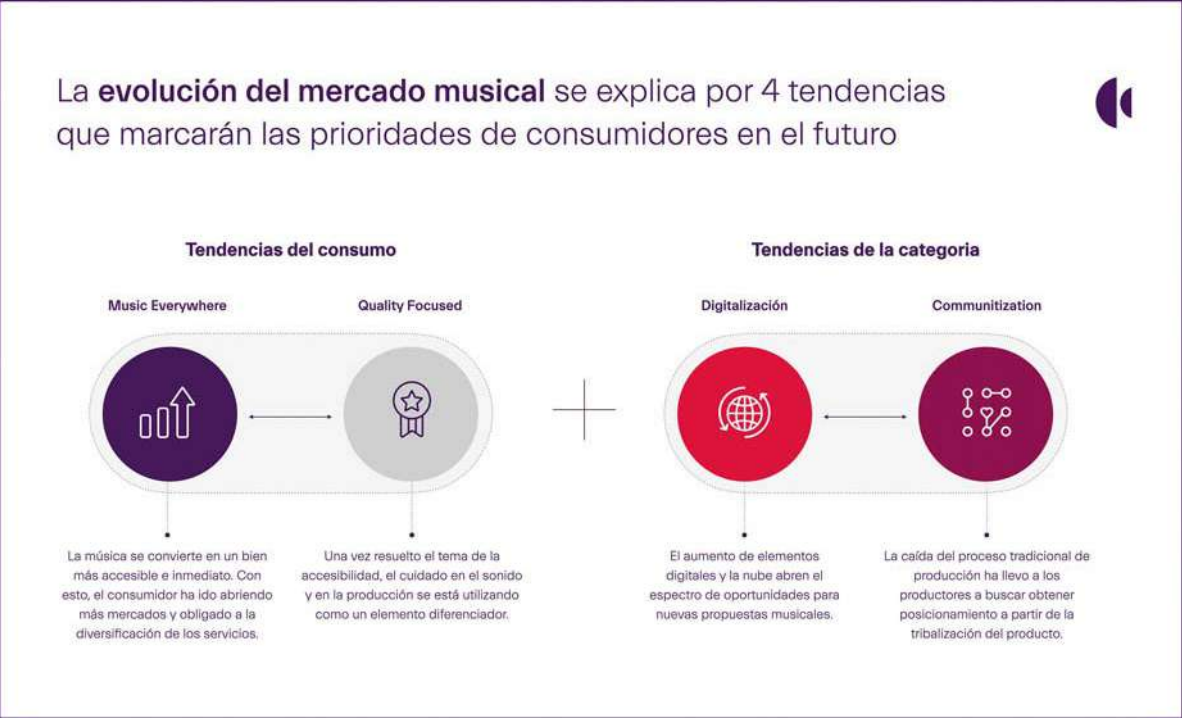 La evolución del mercado musical se explica por 4 tendencias
que marcarán las prioridades de consumidores en el futuro
Tendencias del consumo
Music Everywhere
Quality Focused
La música se convierte en un bien
más accesible e inmediato. Con
esto, el consumidor ha ido abriendo
más mercados y obligado a la
diversificación de los servicios.
Una vez resuelto el tema de la
accesibilidad, el cuidado en el sonido
y en la producción se está utilizando
como un elemento diferenciador.
Tendencias de la categoria
Digitalización
Communitization
El aumento de elementos
digitales y la nube abren el
espectro de oportunidades para
nuevas propuestas musicales.
La caída del proceso tradicional de
producción ha llevo a los
productores a buscar obtener
posicionamiento a partir de la
tribalización del producto.